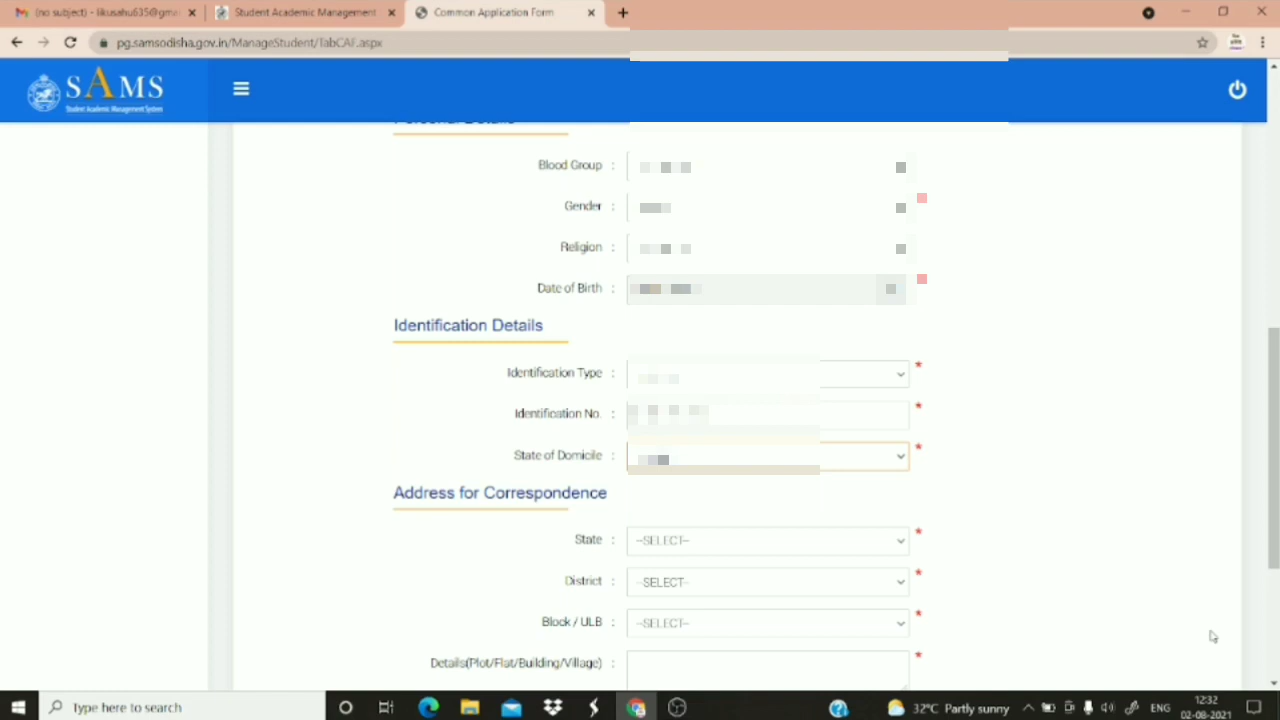 (no subject) - likusahu635@gma
Student Academic Management
Common Application Form
pg.samsodisha.gov.in/ManageStudent/TabCAF.aspx
SAMS
Student Academic Management System
Personal Details
Blood Group :
Gender :
Religion :
Date of Birth :
Identification Details
Identification Type : *
Identification No. : *
State of Domicile : *
Address for Correspondence
State : --SELECT-- *
District : --SELECT-- *
Block / ULB : --SELECT-- *
Details(Plot/Flat/Building/Village) : *
Type here to search
32°C Partly sunny
ENG
12:32
02-08-2021